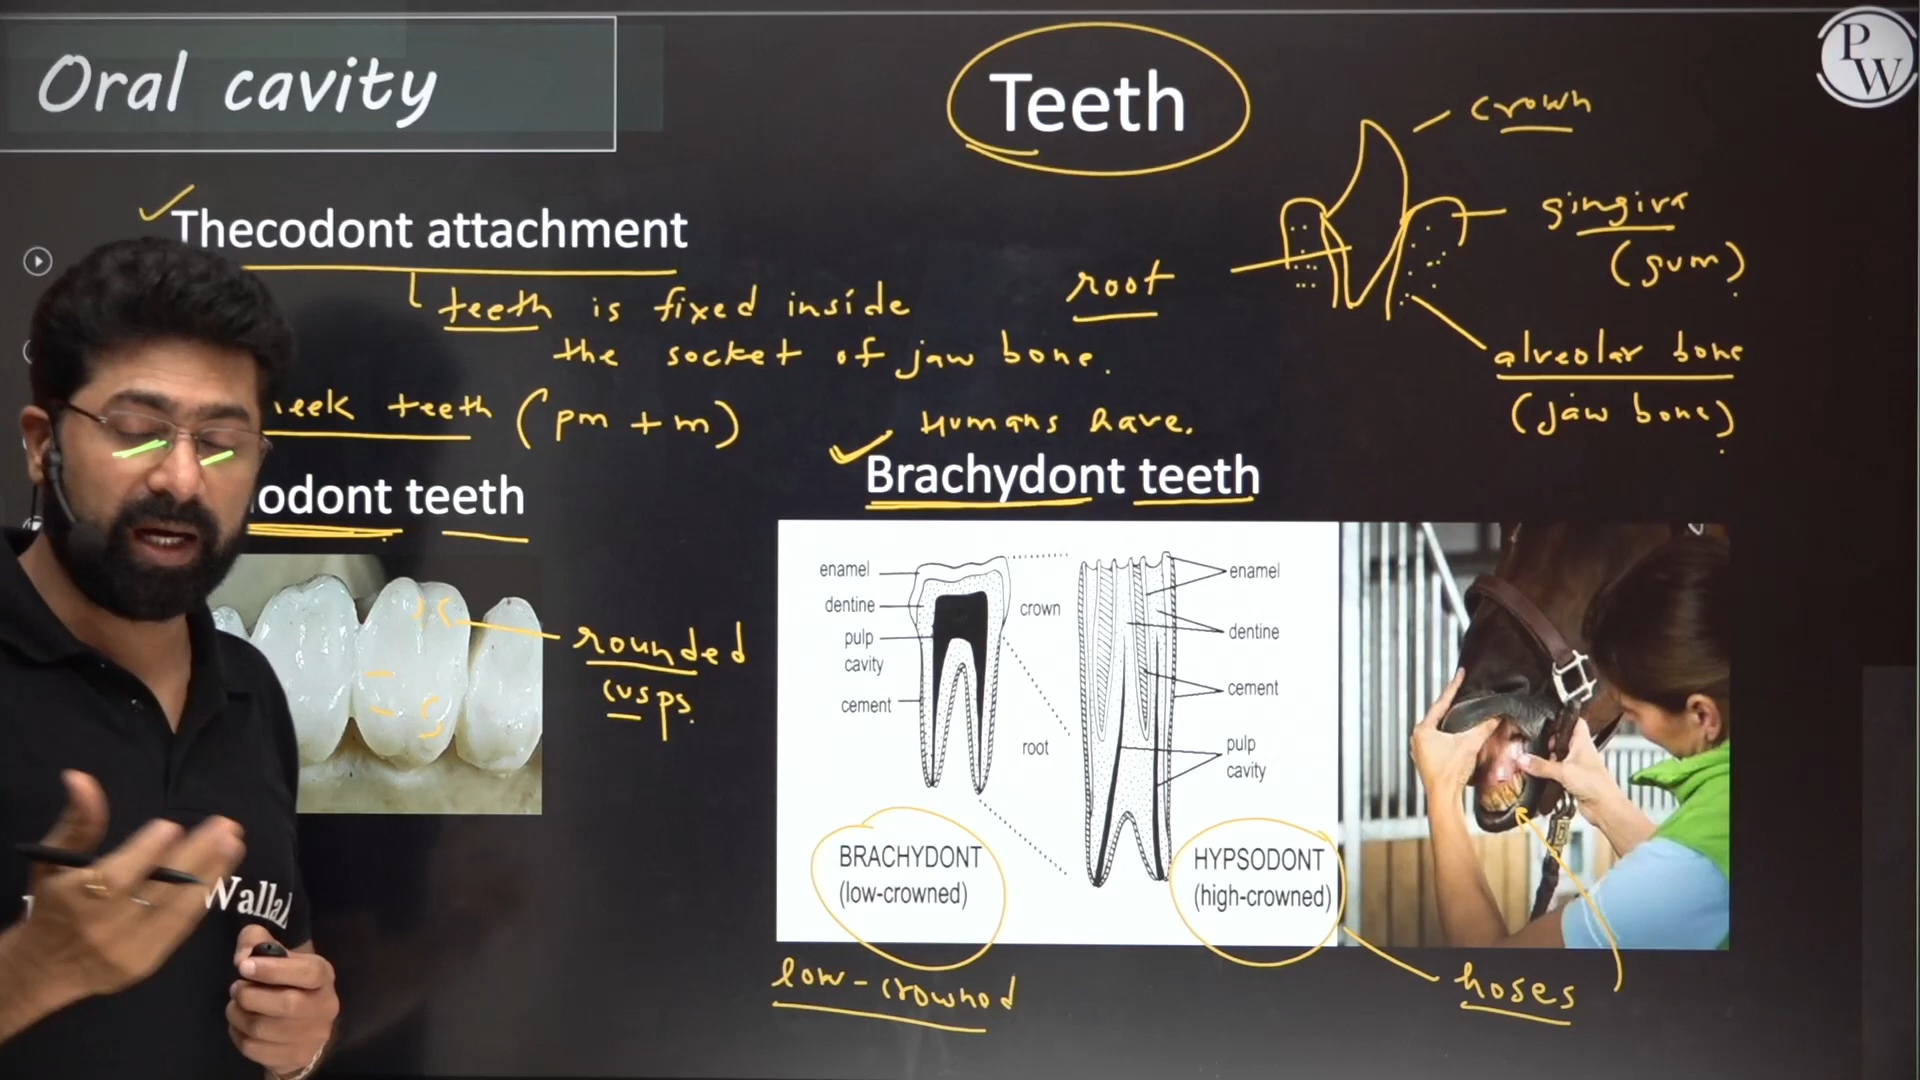 Oral cavity
Teeth
PW
crown
Thecodont attachment
gingiva
(gum)
teeth is fixed inside
the socket of jaw bone.
root
alveolar bone
(jaw bone)
teeth (pm + m)
Humans have.
odont teeth
Brachydont teeth
rounded
cusps.
enamel
dentine
pulp
cavity
cement
crown
root
enamel
dentine
cement
pulp
cavity
BRACHYDONT
(low-crowned)
HYPSODONT
(high-crowned)
low-crowned
hoses
Walla